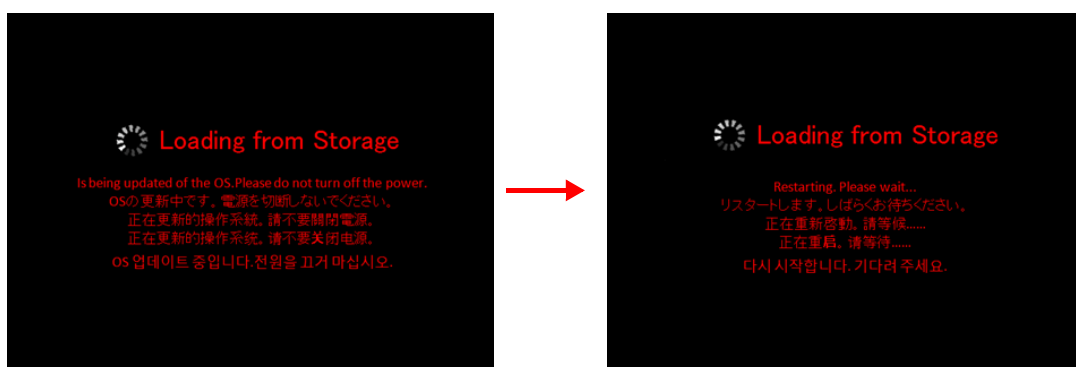 Loading from Storage
Is being updated of the OS.Please do not turn off the power.
OSの更新中です。電源を切断しないでください。
正在更新的操作系統。請不要關閉電源。
正在更新的操作系统。请不要关闭电源。
OS 업데이트 중입니다.전원을 끄거 마십시오.
Loading from Storage
Restarting. Please wait...
リスタートします。しばらくお待ちください。
正在重新啓動。請等候......
正在重启。请等待......
다시 시작합니다. 기다려 주세요.